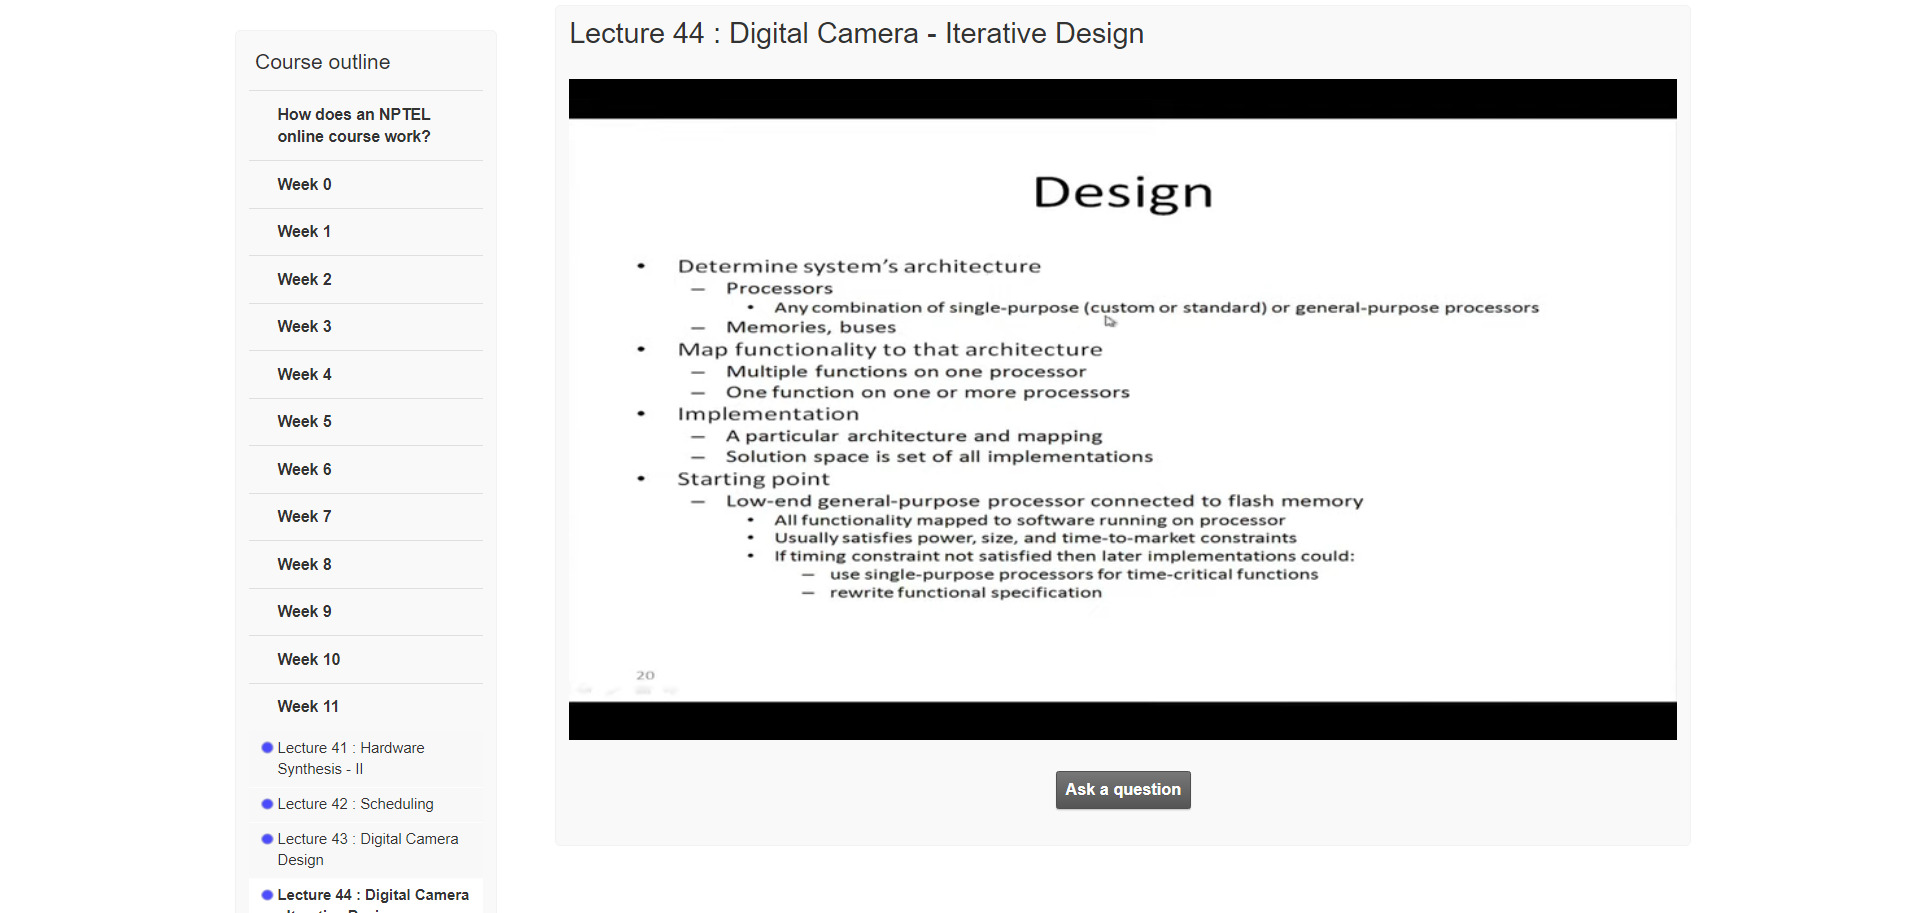 Course outline
How does an NPTEL
online course work?
Week 0
Week 1
Week 2
Week 3
Week 4
Week 5
Week 6
Week 7
Week 8
Week 9
Week 10
Week 11
Lecture 41 : Hardware
Synthesis - II
Lecture 42 : Scheduling
Lecture 43 : Digital Camera
Design
Lecture 44 : Digital Camera
Lecture 44 : Digital Camera - Iterative Design
Design
• Determine system’s architecture
– Processors
• Any combination of single-purpose (custom or standard) or general-purpose processors
– Memories, buses
• Map functionality to that architecture
– Multiple functions on one processor
– One function on one or more processors
• Implementation
– A particular architecture and mapping
– Solution space is set of all implementations
• Starting point
– Low-end general-purpose processor connected to flash memory
• All functionality mapped to software running on processor
• Usually satisfies power, size, and time-to-market constraints
• If timing constraint not satisfied then later implementations could:
– use single-purpose processors for time-critical functions
– rewrite functional specification
20
Ask a question